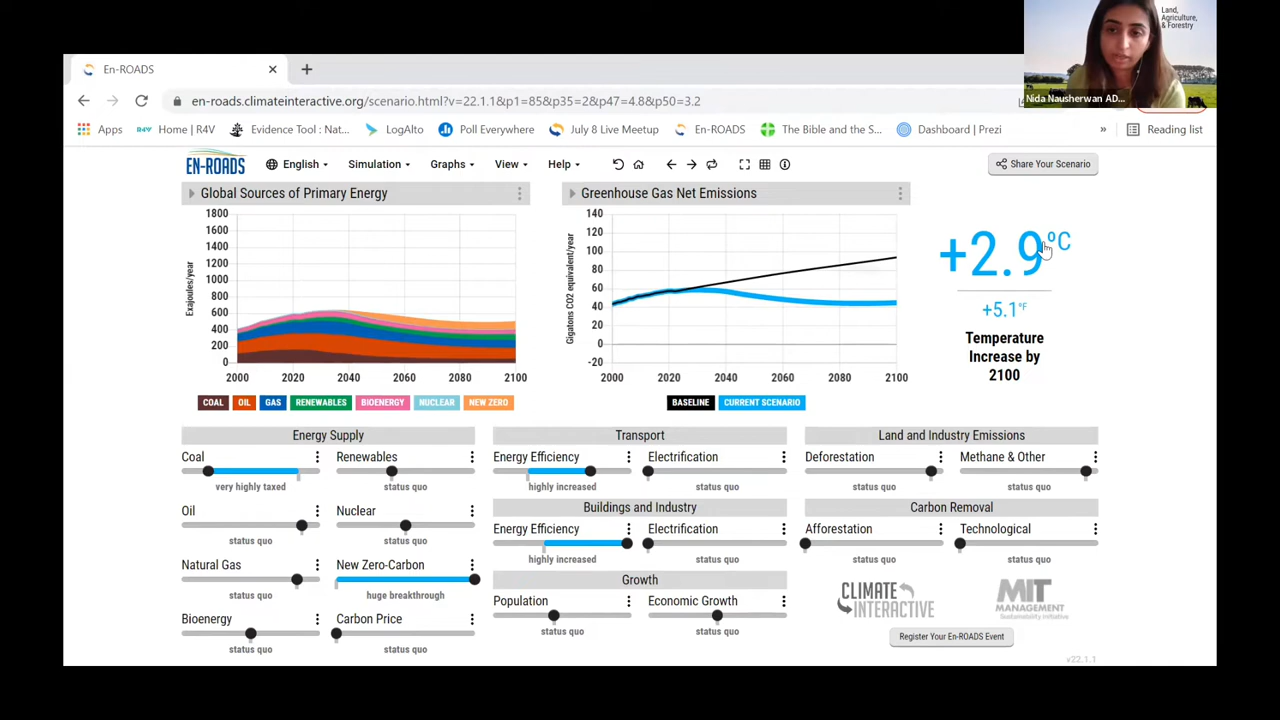 Land,
Agriculture,
& Forestry
Nida Nausherwan AD...
En-ROADS
en-roads.climateinteractive.org/scenario.html?v=22.1.1&p1=85&p35=2&p47=4.8&p50=3.2
Apps Home | R4V Evidence Tool : Nat... LogAlto Poll Everywhere July 8 Live Meetup En-ROADS The Bible and the S... Dashboard | Prezi » Reading list
EN-ROADS English Simulation Graphs View Help Share Your Scenario
Global Sources of Primary Energy
1800
1600
1400
1200
1000
800
600
400
200
0
Exajoules/year
2000 2020 2040 2060 2080 2100
COAL OIL GAS RENEWABLES BIOENERGY NUCLEAR NEW ZERO
Greenhouse Gas Net Emissions
140
120
100
80
60
40
20
0
-20
Gigatons CO2 equivalent/year
2000 2020 2040 2060 2080 2100
BASELINE CURRENT SCENARIO
+2.9°C
+5.1°F
Temperature
Increase by
2100
Energy Supply
Coal Renewables
very highly taxed status quo
Oil Nuclear
status quo status quo
Natural Gas New Zero-Carbon
status quo huge breakthrough
Bioenergy Carbon Price
status quo status quo
Transport
Energy Efficiency Electrification
highly increased status quo
Buildings and Industry
Energy Efficiency Electrification
highly increased status quo
Growth
Population Economic Growth
status quo status quo
Land and Industry Emissions
Deforestation Methane & Other
status quo status quo
Carbon Removal
Afforestation Technological
status quo status quo
CLIMATE
INTERACTIVE
MIT
MANAGEMENT
Sustainability Initiative
Register Your En-ROADS Event
v22.1.1